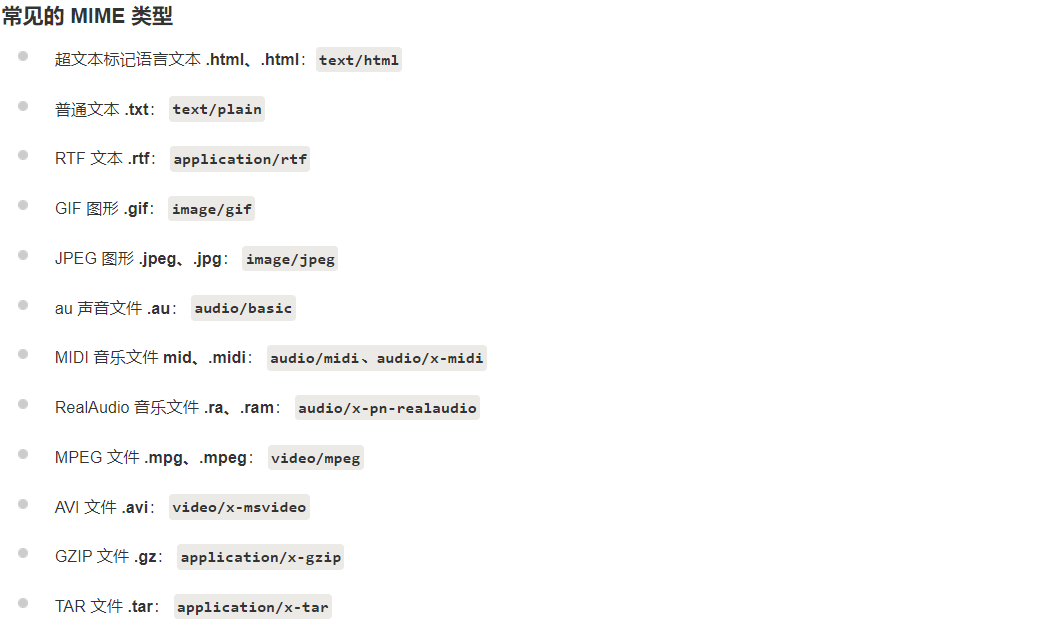 常见的 MIME 类型
超文本标记语言文本 .html、.html： text/html
普通文本 .txt： text/plain
RTF 文本 .rtf： application/rtf
GIF 图形 .gif： image/gif
JPEG 图形 .jpeg、.jpg： image/jpeg
au 声音文件 .au： audio/basic
MIDI 音乐文件 mid、.midi： audio/midi、audio/x-midi
RealAudio 音乐文件 .ra、.ram： audio/x-pn-realaudio
MPEG 文件 .mpg、.mpeg： video/mpeg
AVI 文件 .avi： video/x-msvideo
GZIP 文件 .gz： application/x-gzip
TAR 文件 .tar： application/x-tar